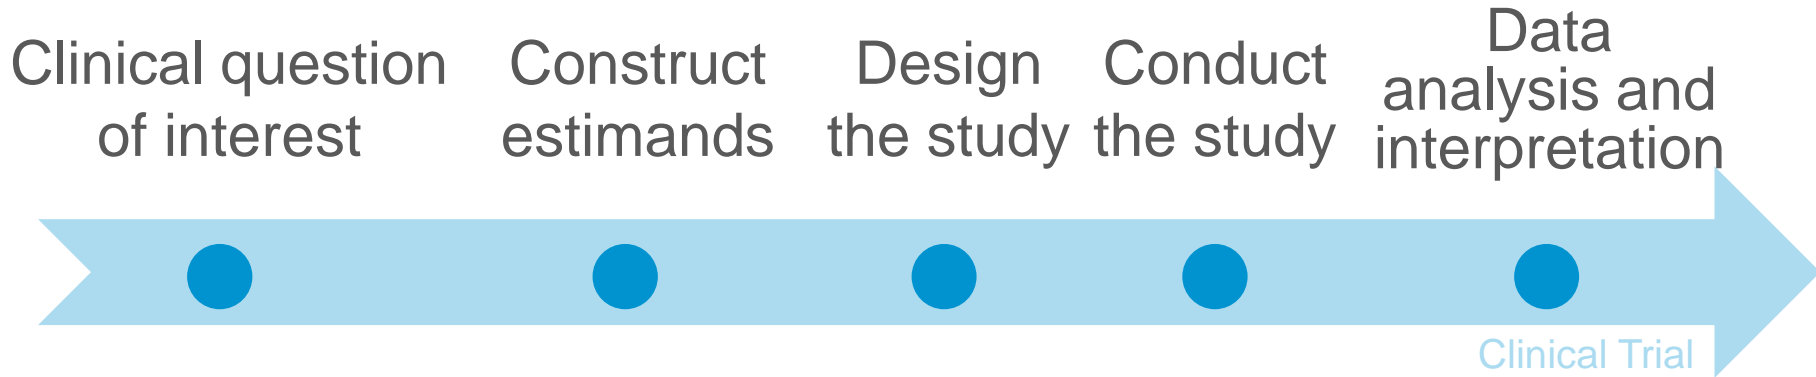 Clinical question
of interest
Construct
estimands
Design
the study
Conduct
the study
Data
analysis and
interpretation
Clinical Trial